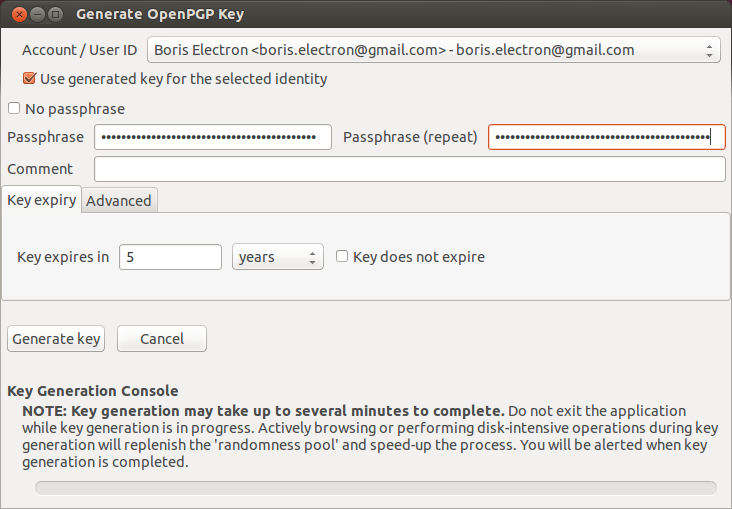 Generate OpenPGP Key
Account / User ID Boris Electron <boris.electron@gmail.com> - boris.electron@gmail.com
Use generated key for the selected identity
No passphrase
Passphrase ••••••••••••••••••••••••••••••••••••••••••• Passphrase (repeat) •••••••••••••••••••••••••••••••••••••••••••
Comment
Key expiry Advanced
Key expires in 5 years Key does not expire
Generate key Cancel
Key Generation Console
NOTE: Key generation may take up to several minutes to complete. Do not exit the application
while key generation is in progress. Actively browsing or performing disk-intensive operations during key
generation will replenish the 'randomness pool' and speed-up the process. You will be alerted when key
generation is completed.